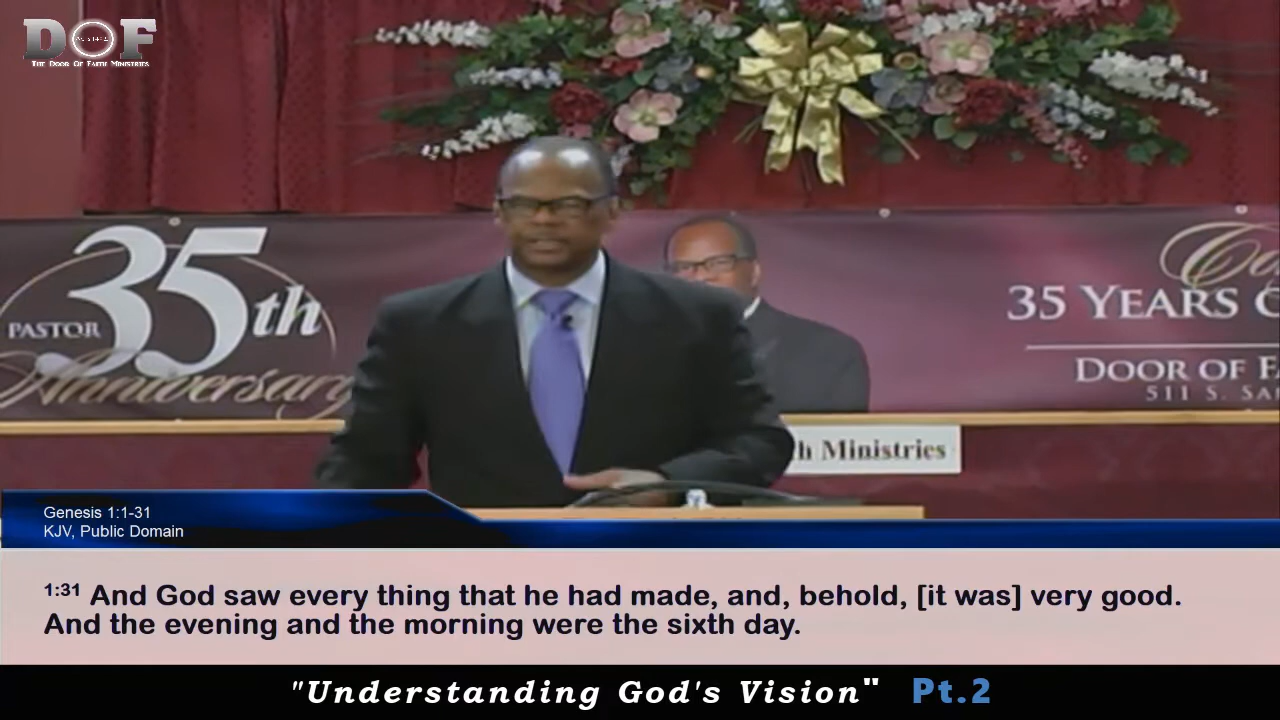 DOF
THE DOOR OF FAITH MINISTRIES
PASTOR
35th
Anniversary
35 YEARS
DOOR OF
511 S.
Ministries
Genesis 1:1-31
KJV, Public Domain
1:31 And God saw every thing that he had made, and, behold, [it was] very good.
And the evening and the morning were the sixth day.
"Understanding God's Vision" Pt.2